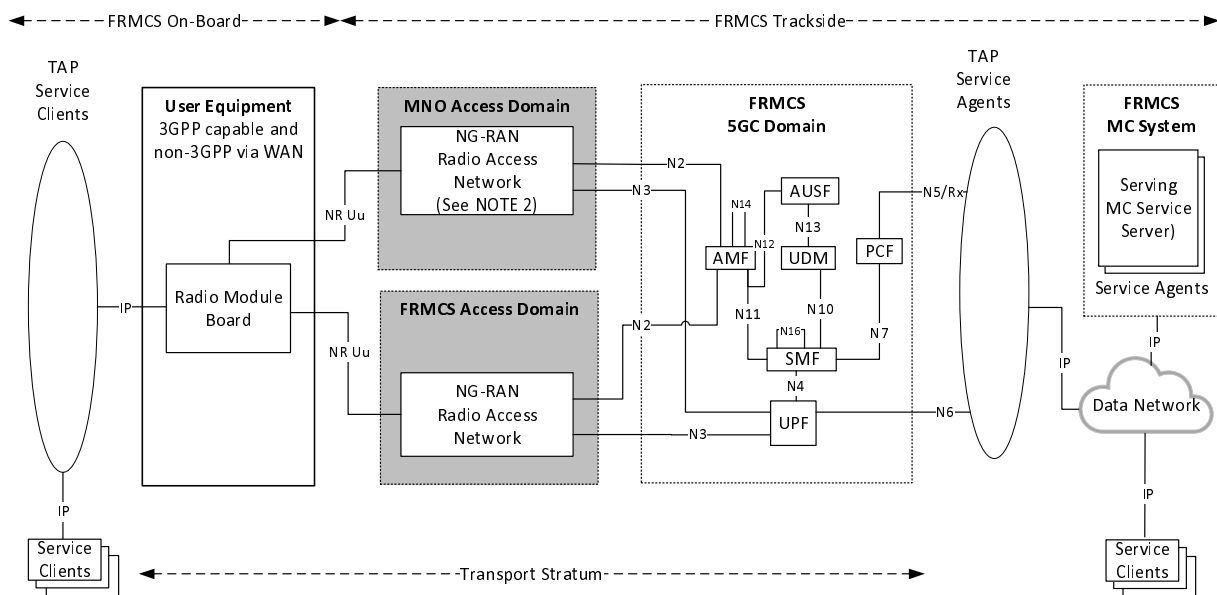 FRMCS On-Board
FRMCS Trackside
TAP
Service
Clients
User Equipment
3GPP capable and
non-3GPP via WAN
MNO Access Domain
NG-RAN
Radio Access
Network
(See NOTE 2)
FRMCS
5GC Domain
TAP
Service
Agents
FRMCS
MC System
Serving
MC Service
Server)
Service Agents
N2
N3
NR Uu
N14
N12
AUSF
N13
AMF
UDM
PCF
N5/Rx
Radio Module
Board
IP
NR Uu
FRMCS Access Domain
NG-RAN
Radio Access
Network
N2
N3
N11
N10
N16
SMF
N7
N4
UPF
N6
IP
IP
Data Network
IP
IP
Service
Clients
Transport Stratum
Service
Clients